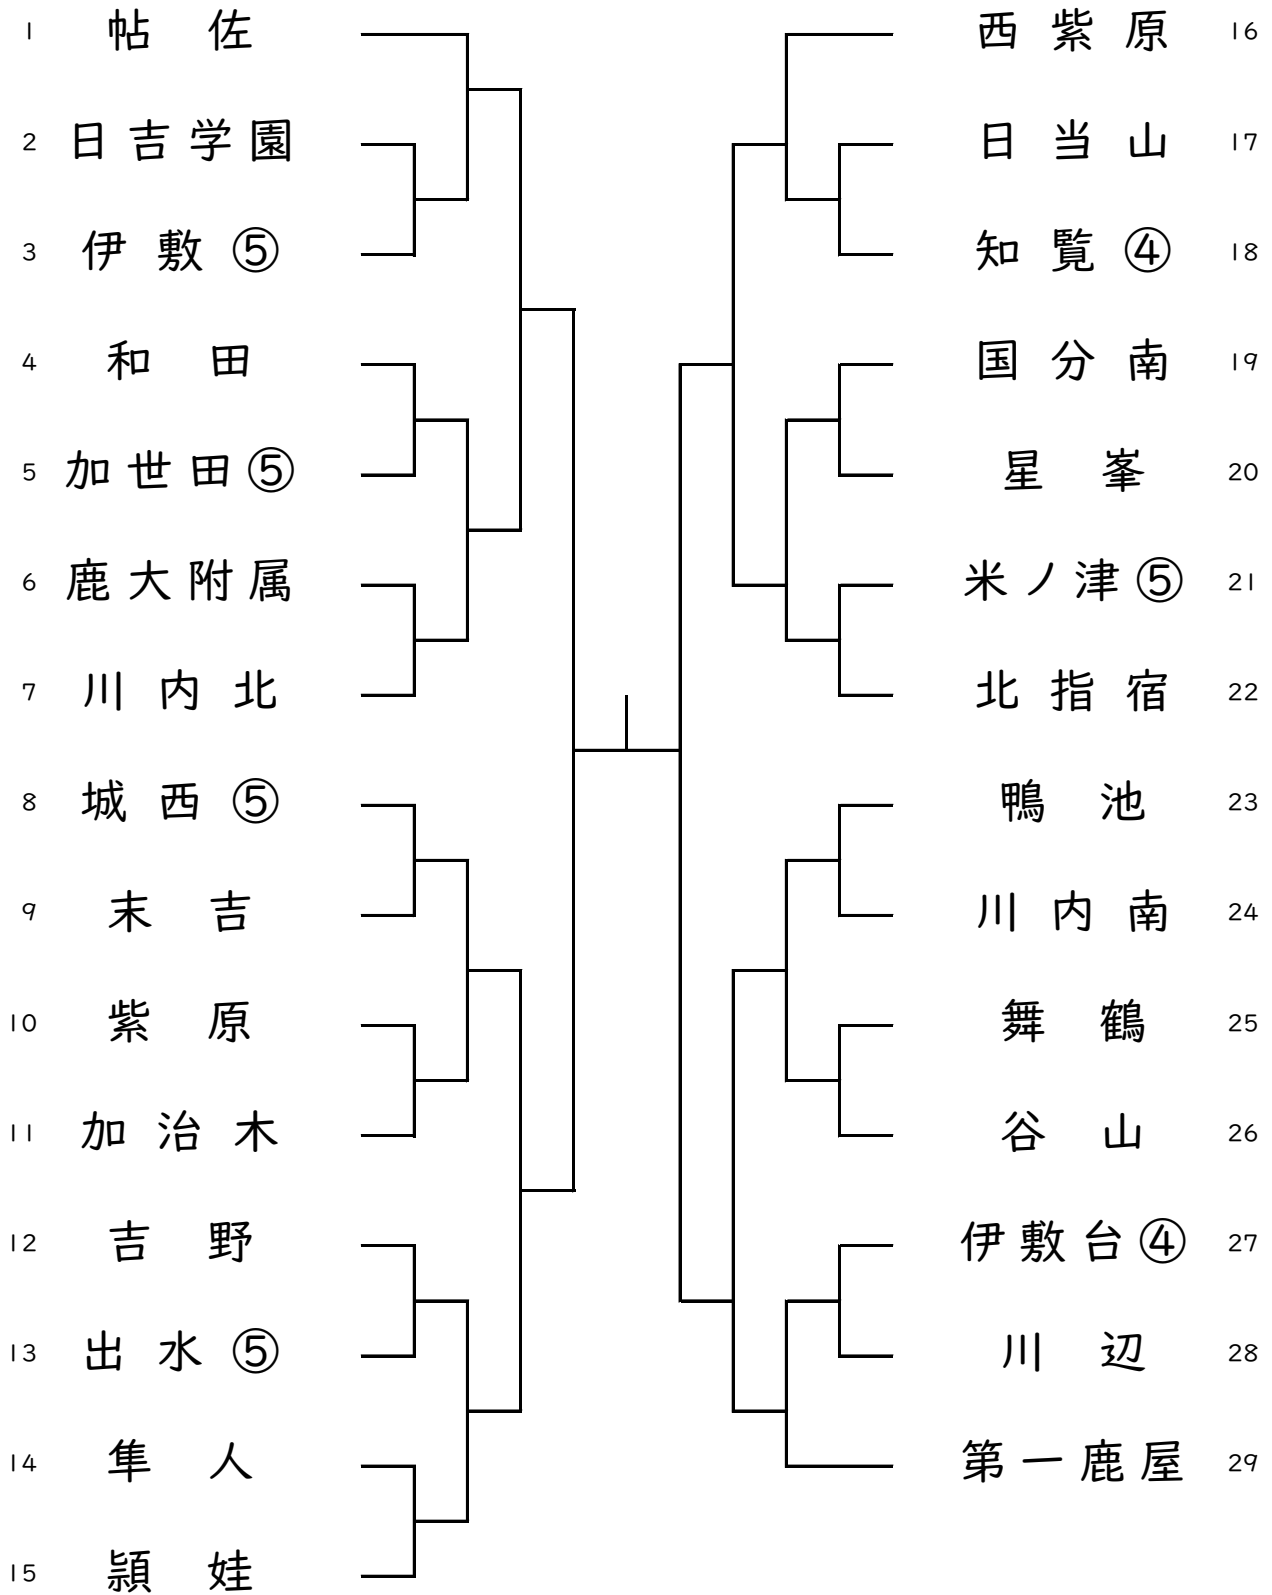 1 帖佐
2 日吉学園
3 伊敷⑤
4 和田
5 加世田⑤
6 鹿大附属
7 川内北
8 城西⑤
9 末吉
10 紫原
11 加治木
12 吉野
13 出水⑤
14 隼人
15 頴娃
西紫原 16
日当山 17
知覧④ 18
国分南 19
星峯 20
米ノ津⑤ 21
北指宿 22
鴨池 23
川内南 24
舞鶴 25
谷山 26
伊敷台④ 27
川辺 28
第一鹿屋 29